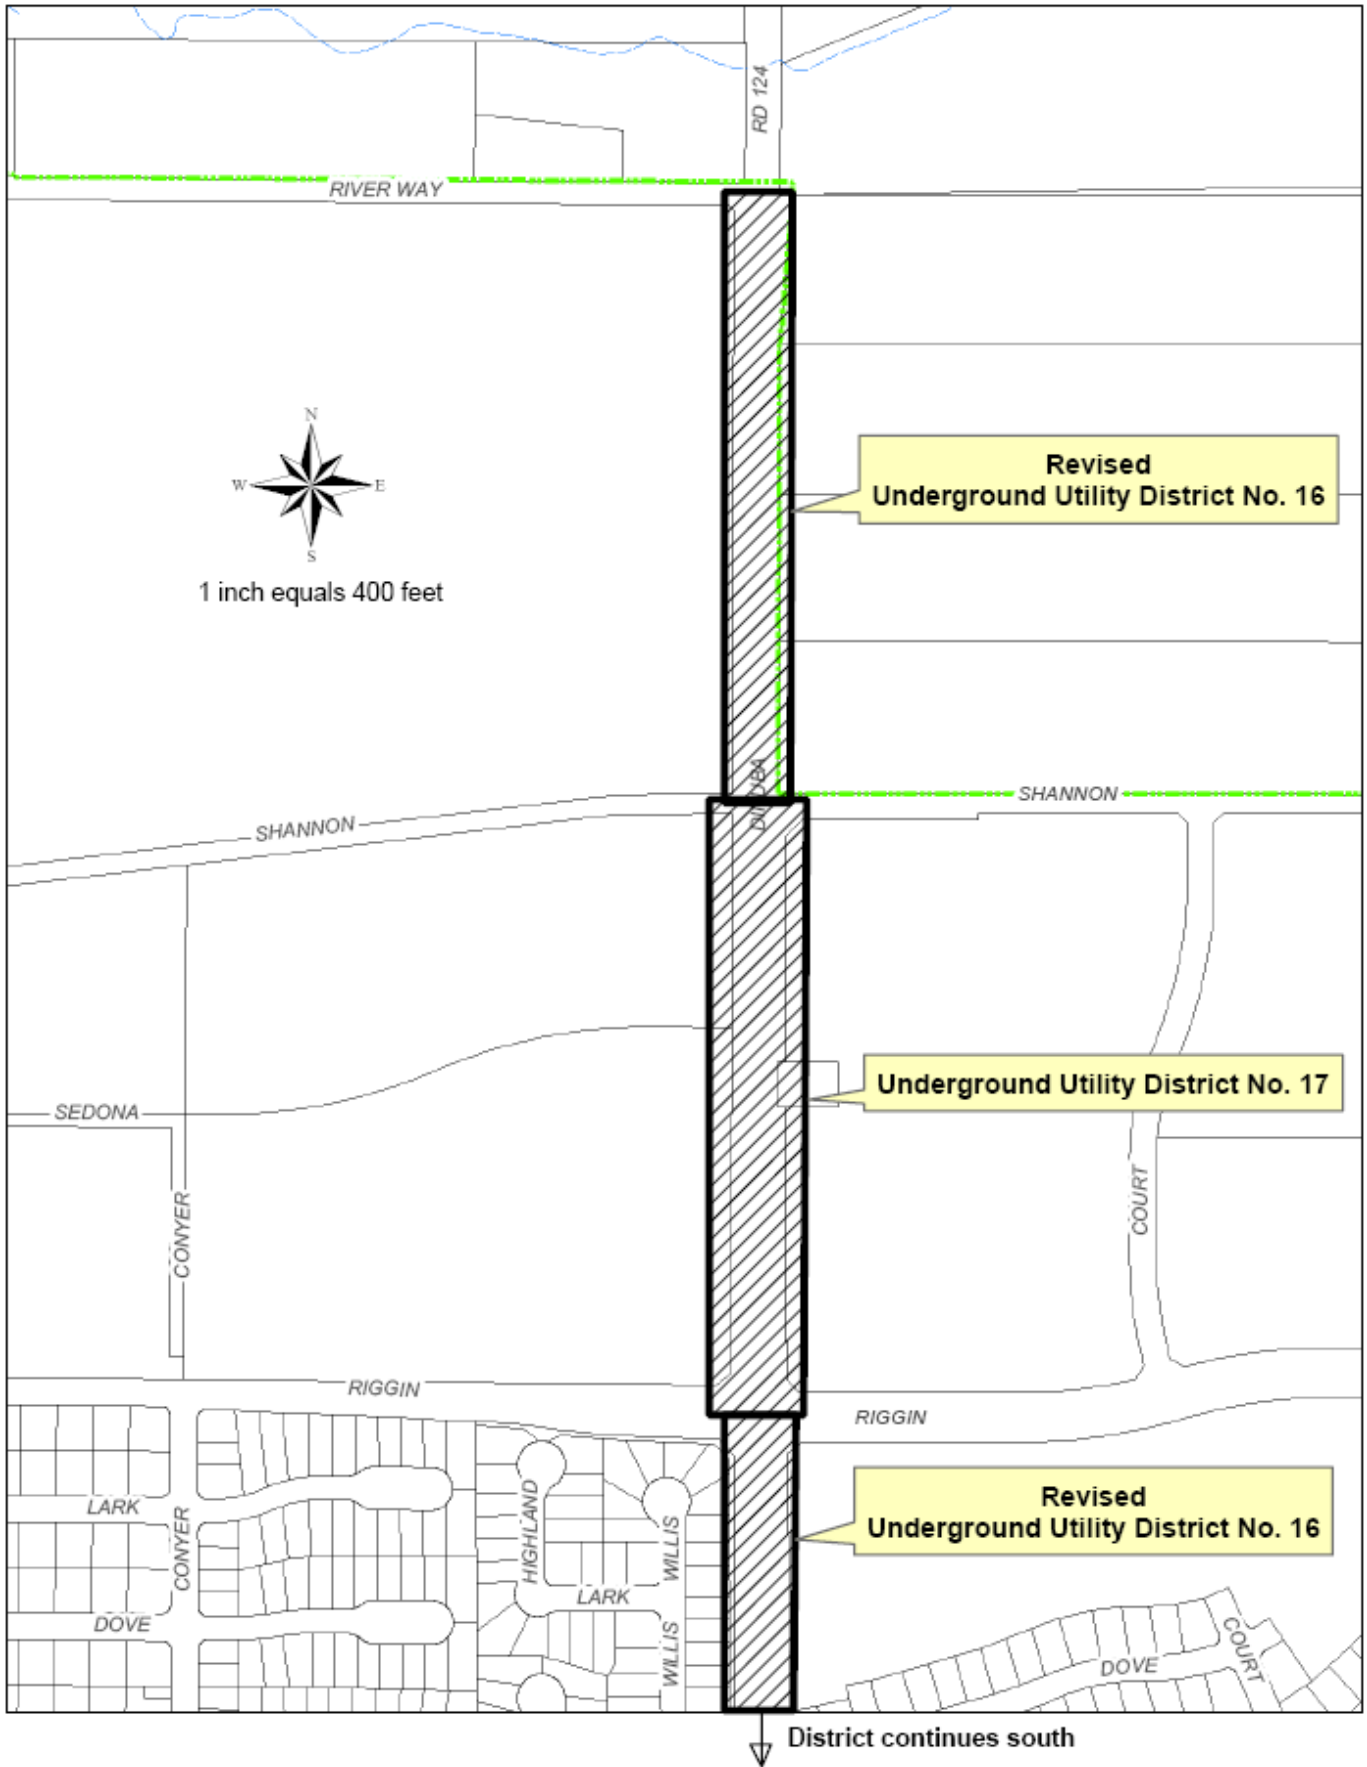 RD 124
RIVER WAY
N
W
E
S
1 inch equals 400 feet
Revised
Underground Utility District No. 16
DINUBA
SHANNON
SHANNON
Underground Utility District No. 17
SEDONA
CONYER
COURT
RIGGIN
RIGGIN
Revised
Underground Utility District No. 16
LARK
CONYER
HIGHLAND
WILLIS
LARK
DOVE
WILLIS
DOVE
COURT
District continues south